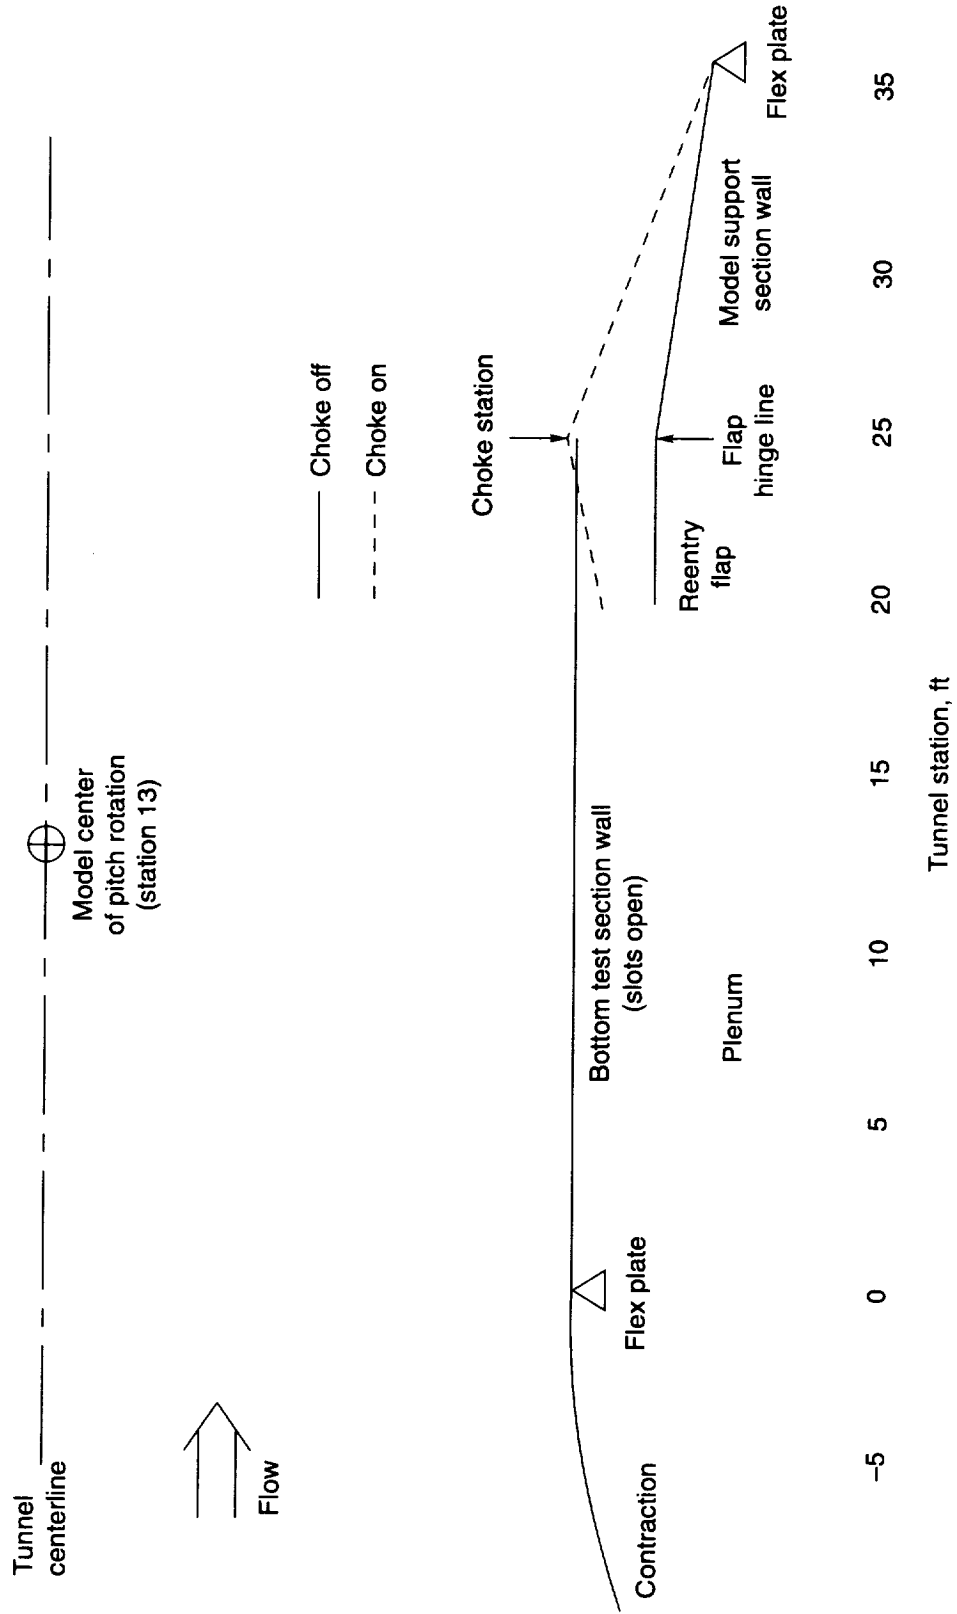 Tunnel
centerline
Model center
of pitch rotation
(station 13)
Flow
Choke off
Choke on
Choke station
Contraction
Flex plate
Bottom test section wall
(slots open)
Plenum
Reentry
flap
Flap
hinge line
Model support
section wall
Flex plate
−5
0
5
10
15
20
25
30
35
Tunnel station, ft